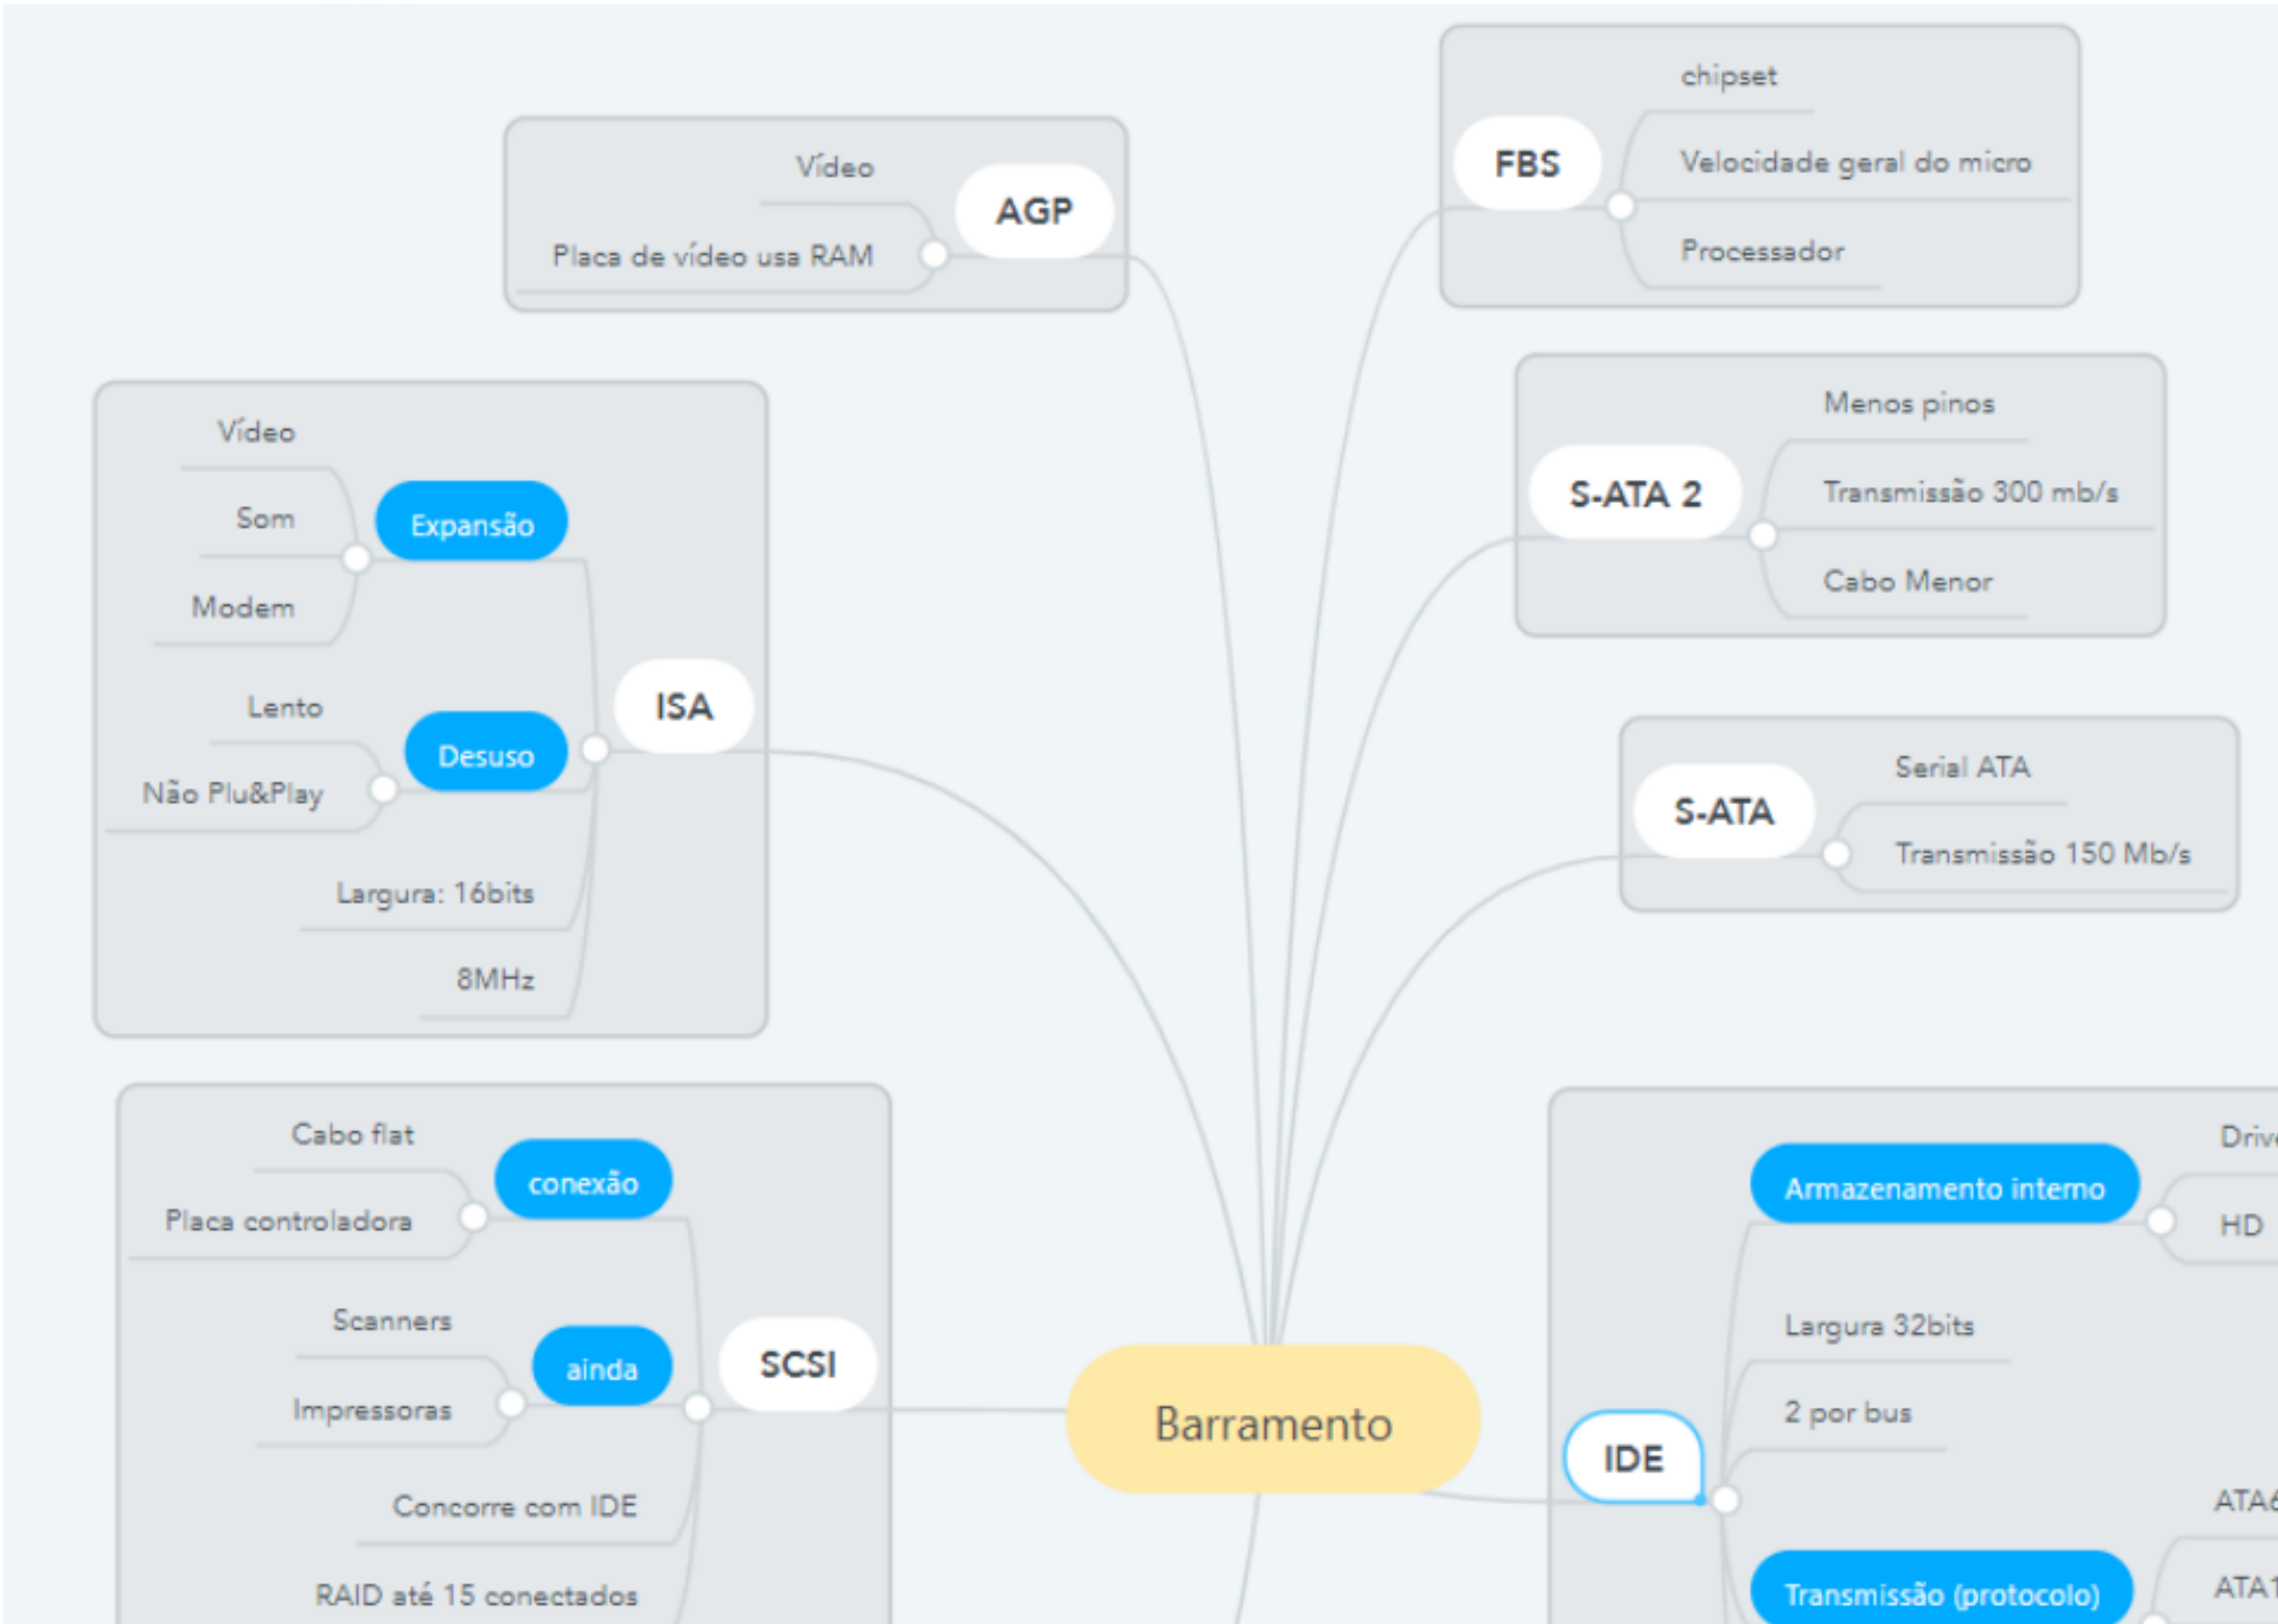 Vídeo
Placa de vídeo usa RAM
AGP
chipset
FBS
Velocidade geral do micro
Processador
Menos pinos
S-ATA 2
Transmissão 300 mb/s
Cabo Menor
Serial ATA
S-ATA
Transmissão 150 Mb/s
Vídeo
Som
Modem
Expansão
Lento
Não Plu&Play
Desuso
ISA
Largura: 16bits
8MHz
Cabo flat
Placa controladora
conexão
Scanners
Impressoras
ainda
SCSI
Concorre com IDE
RAID até 15 conectados
Barramento
IDE
Armazenamento interno
HD
Largura 32bits
2 por bus
Transmissão (protocolo)